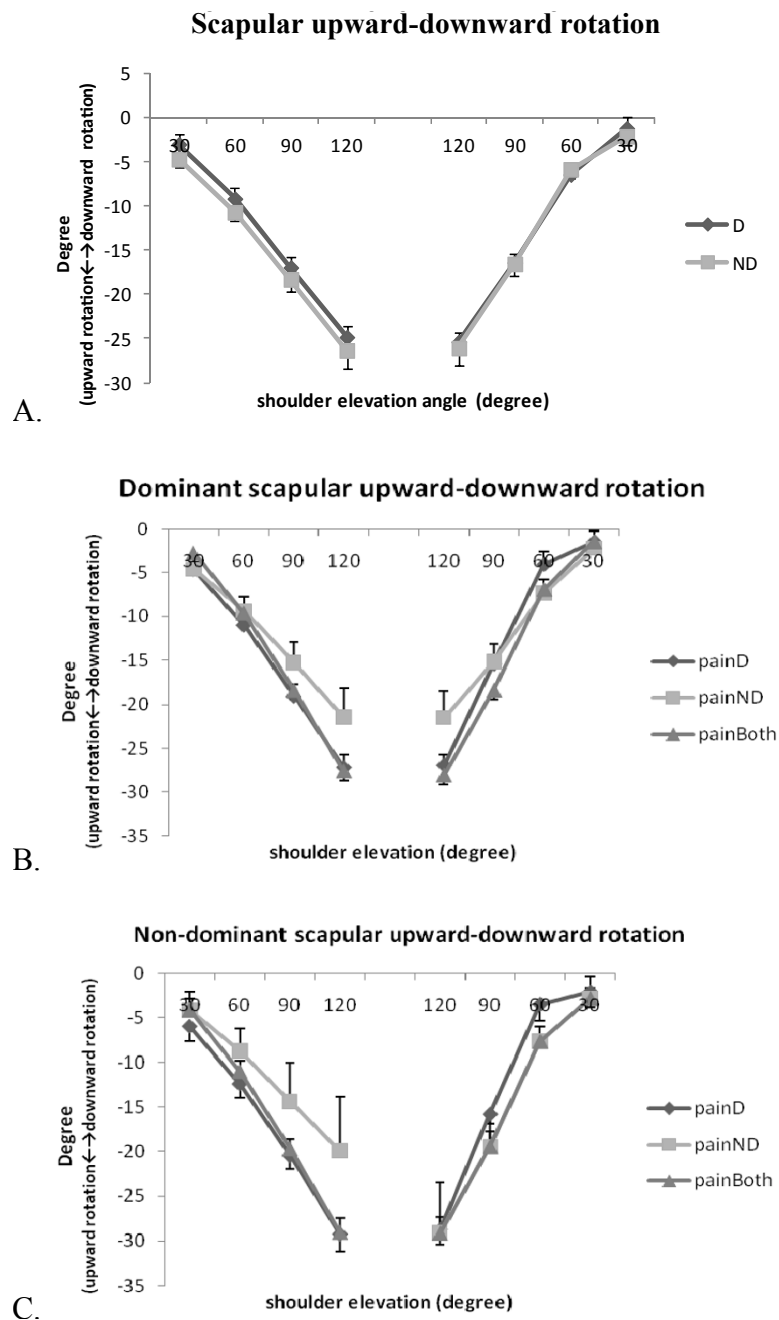 Scapular upward-downward rotation
5
0
-5
-10
-15
-20
-25
-30
30 60 90 120 120 90 60 30
Degree
(upward rotation←→downward rotation)
D
ND
shoulder elevation angle (degree)
A.
Dominant scapular upward-downward rotation
0
-5
-10
-15
-20
-25
-30
-35
30 60 90 120 120 90 60 30
Degree
(upward rotation←→downward rotation)
painD
painND
painBoth
shoulder elevation (degree)
B.
Non-dominant scapular upward-downward rotation
0
-5
-10
-15
-20
-25
-30
-35
30 60 90 120 120 90 60 30
Degree
(upward rotation←→downward rotation)
painD
painND
painBoth
shoulder elevation (degree)
C.